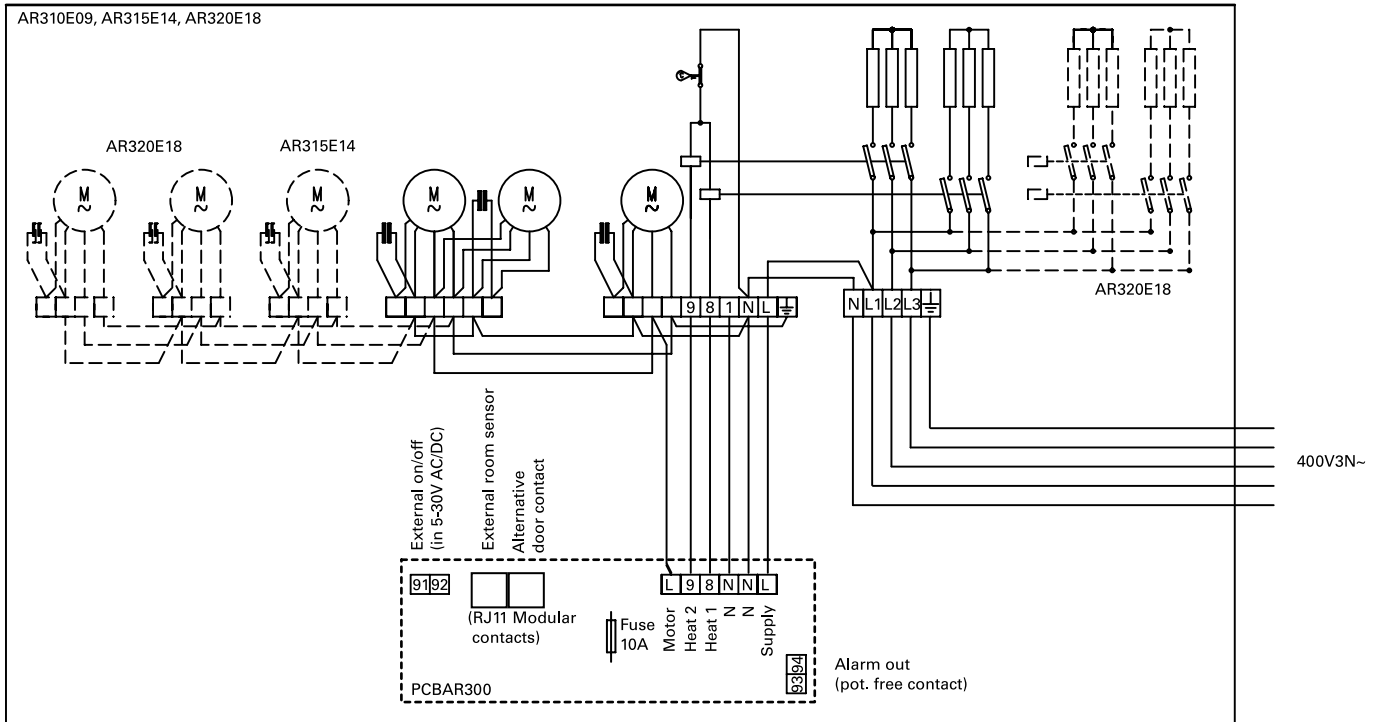 AR310E09, AR315E14, AR320E18
AR320E18
AR315E14
M
~
M
~
M
~
M
~
M
~
M
~
9 8 1 N L
N L1 L2 L3
AR320E18
400V3N~
External on/off
(in 5-30V AC/DC)
External room sensor
Alternative
door contact
91 92
(RJ11 Modular
contacts)
Fuse
10A
L 9 8 N N L
Motor
Heat 2
Heat 1
N
N
Supply
93 94
Alarm out
(pot. free contact)
PCBAR300